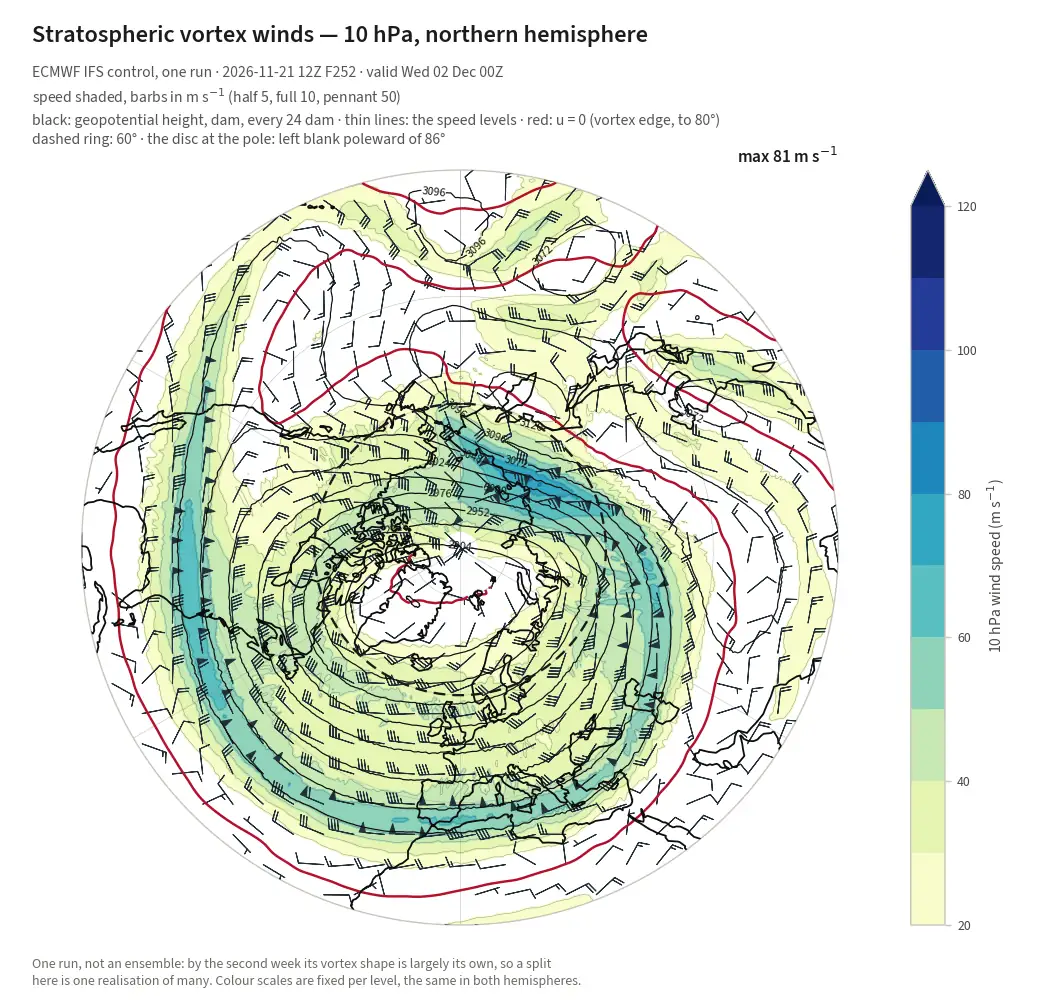 Stratospheric vortex winds — 10 hPa, northern hemisphere
ECMWF IFS control, one run · 2026-11-21 12Z F252 · valid Wed 02 Dec 00Z
speed shaded, barbs in m s⁻¹ (half 5, full 10, pennant 50)
black: geopotential height, dam, every 24 dam · thin lines: the speed levels · red: u = 0 (vortex edge, to 80°)
dashed ring: 60° · the disc at the pole: left blank poleward of 86°
max 81 m s⁻¹
3096
3096
3072
3096
3120
3096
3072
2976
2952
120
100
80
60
40
20
10 hPa wind speed (m s⁻¹)
One run, not an ensemble: by the second week its vortex shape is largely its own, so a split
here is one realisation of many. Colour scales are fixed per level, the same in both hemispheres.